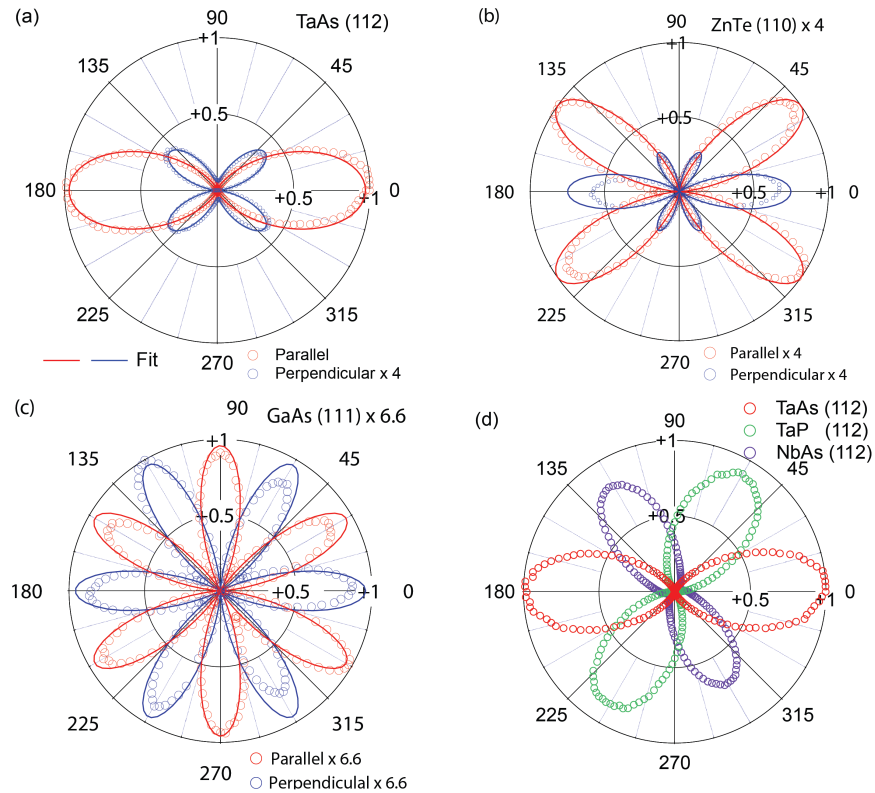 (a)
90
TaAs (112)
+1
135
45
+0.5
180
+0.5
+1
0
225
315
270
Fit
Parallel
Perpendicular x 4
(b)
90
ZnTe (110) x 4
+1
135
45
+0.5
180
+0.5
+1
0
225
315
270
Parallel x 4
Perpendicular x 4
(c)
90
GaAs (111) x 6.6
+1
135
45
+0.5
180
+0.5
+1
0
225
315
270
Parallel x 6.6
Perpendiculal x 6.6
(d)
90
TaAs (112)
TaP (112)
NbAs (112)
+1
135
45
+0.5
180
+0.5
+1
0
225
315
270